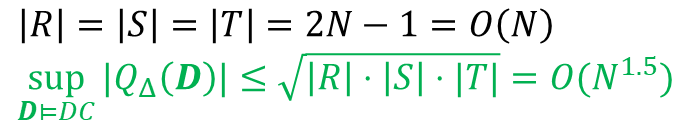 |R| = |S| = |T| = 2N − 1 = O(N)
sup |Q_Δ(D)| ≤ √(|R| · |S| · |T|) = O(N^{1.5})
D⊨DC